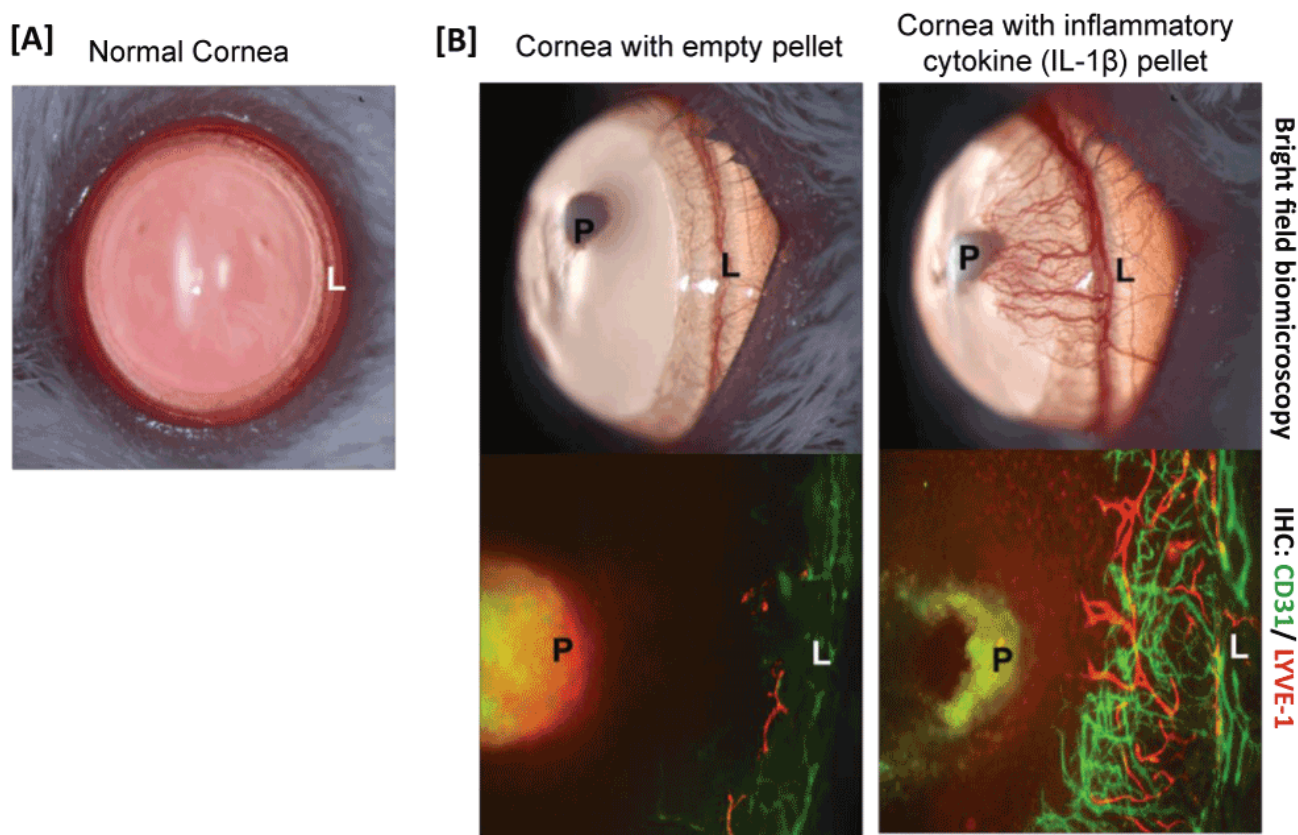 [A]
Normal Cornea
L
[B]
Cornea with empty pellet
Cornea with inflammatory
cytokine (IL-1β) pellet
P
L
P
L
Bright field biomicroscopy
P
L
P
L
IHC: CD31/ LYVE-1